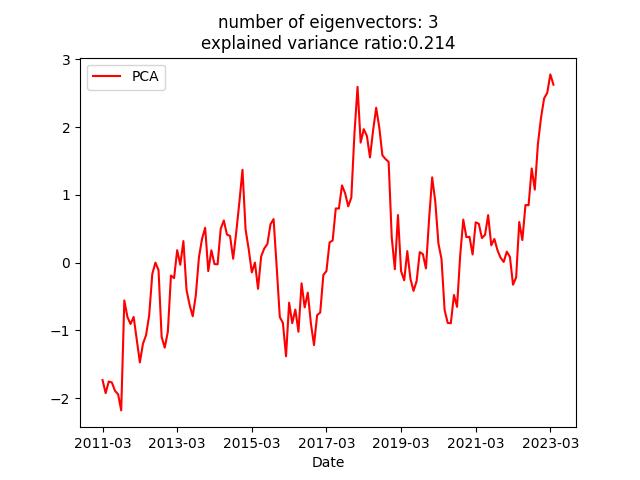 number of eigenvectors: 3
explained variance ratio:0.214
PCA
3
2
1
0
−1
−2
2011-03 2013-03 2015-03 2017-03 2019-03 2021-03 2023-03
Date